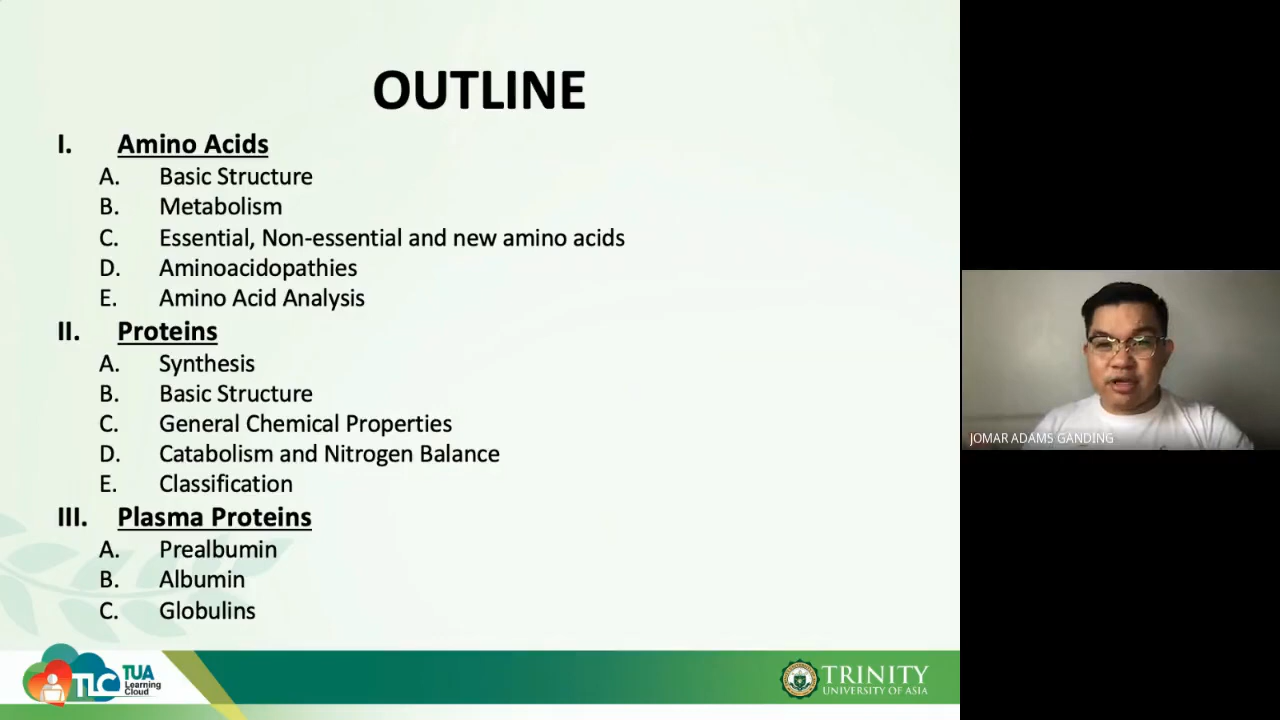 OUTLINE
I. Amino Acids
A. Basic Structure
B. Metabolism
C. Essential, Non-essential and new amino acids
D. Aminoacidopathies
E. Amino Acid Analysis
II. Proteins
A. Synthesis
B. Basic Structure
C. General Chemical Properties
D. Catabolism and Nitrogen Balance
E. Classification
III. Plasma Proteins
A. Prealbumin
B. Albumin
C. Globulins
JOMAR ADAMS GANDING
TLC TUA
Learning
Cloud
TRINITY
UNIVERSITY OF ASIA